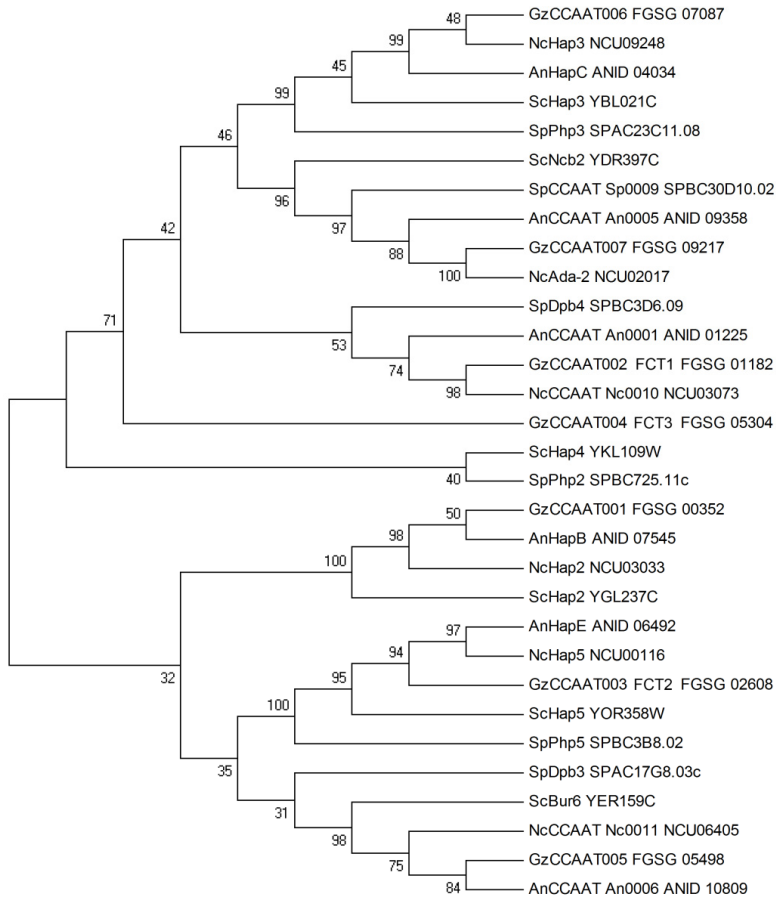 GzCCAAT006 FGSG 07087
48
NcHap3 NCU09248
99
AnHapC ANID 04034
45
ScHap3 YBL021C
99
SpPhp3 SPAC23C11.08
46
ScNcb2 YDR397C
96
SpCCAAT Sp0009 SPBC30D10.02
97
AnCCAAT An0005 ANID 09358
88
GzCCAAT007 FGSG 09217
100
NcAda-2 NCU02017
42
SpDpb4 SPBC3D6.09
53
AnCCAAT An0001 ANID 01225
74
GzCCAAT002 FCT1 FGSG 01182
98
NcCCAAT Nc0010 NCU03073
71
GzCCAAT004 FCT3 FGSG 05304
ScHap4 YKL109W
40
SpPhp2 SPBC725.11c
GzCCAAT001 FGSG 00352
50
AnHapB ANID 07545
98
NcHap2 NCU03033
100
ScHap2 YGL237C
32
AnHapE ANID 06492
97
NcHap5 NCU00116
94
GzCCAAT003 FCT2 FGSG 02608
95
ScHap5 YOR358W
100
SpPhp5 SPBC3B8.02
35
SpDpb3 SPAC17G8.03c
31
ScBur6 YER159C
98
NcCCAAT Nc0011 NCU06405
75
GzCCAAT005 FGSG 05498
84
AnCCAAT An0006 ANID 10809